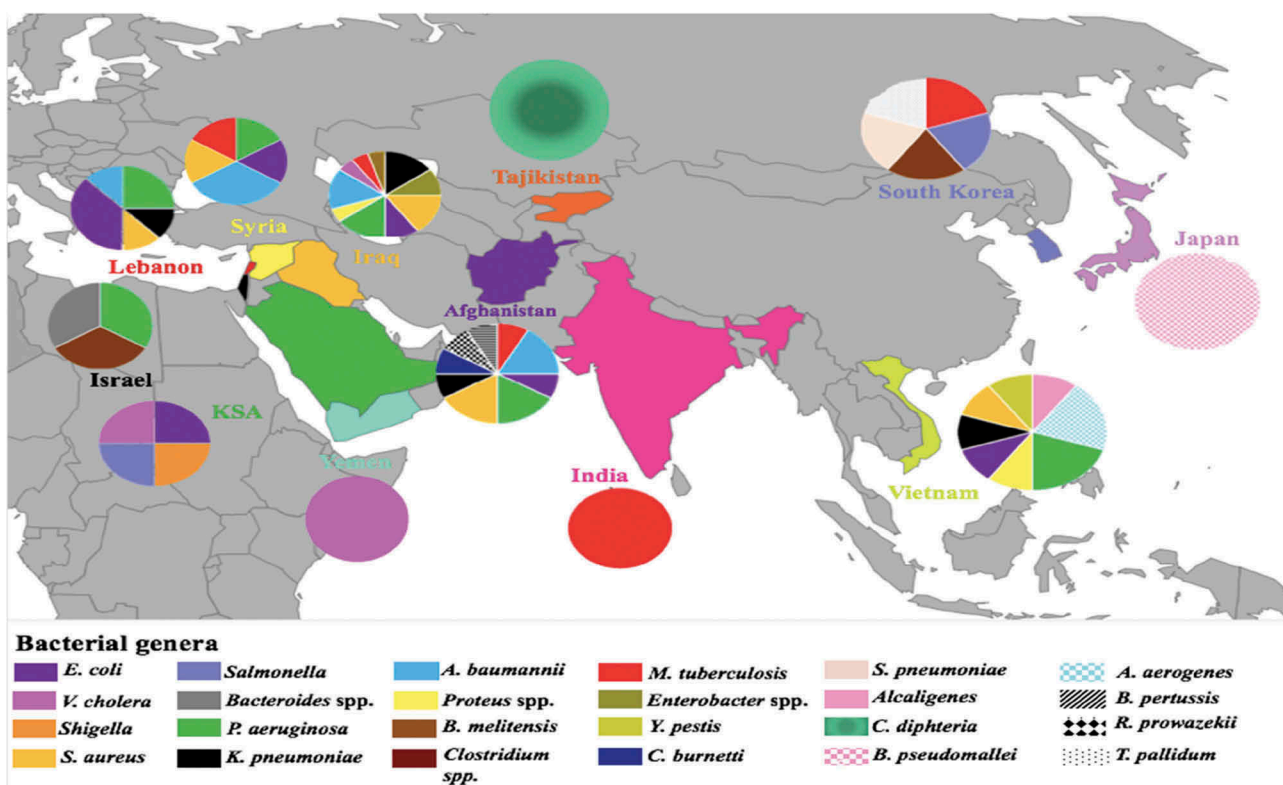 Tajikistan
South Korea
Syria
Iraq
Japan
Lebanon
Afghanistan
Israel
KSA
Yemen
India
Vietnam
Bacterial genera
E. coli
Salmonella
A. baumannii
M. tuberculosis
S. pneumoniae
A. aerogenes
V. cholera
Bacteroides spp.
Proteus spp.
Enterobacter spp.
Alcaligenes
B. pertussis
Shigella
P. aeruginosa
B. melitensis
Y. pestis
C. diphteria
R. prowazekii
S. aureus
K. pneumoniae
Clostridium
spp.
C. burnetti
B. pseudomallei
T. pallidum